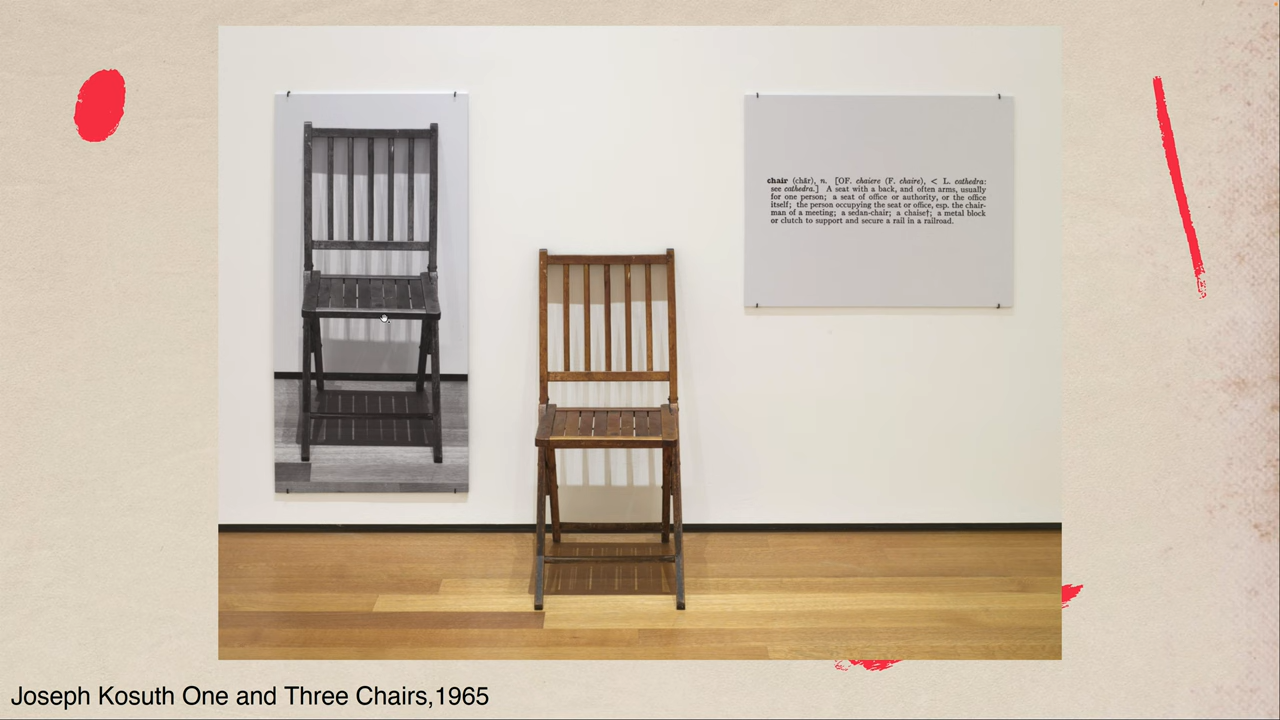 chair (chãr), n. [OF. chaiere (F. chaire), < L. cathedra:
see cathedra.] A seat with a back, and often arms, usually
for one person; a seat of office or authority, or the office
itself; the person occupying the seat or office, esp. the chair-
man of a meeting; a sedan-chair; a chaise†; a metal block
or clutch to support and secure a rail in a railroad.
Joseph Kosuth One and Three Chairs,1965